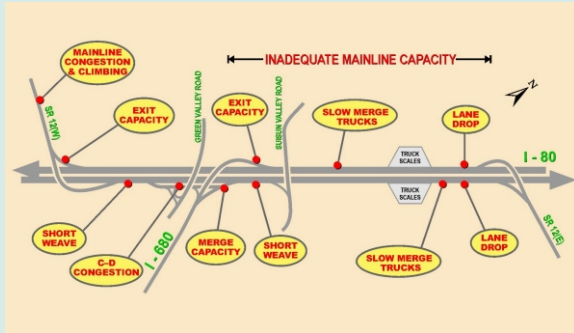 MAINLINE
CONGESTION
& CLIMBING
INADEQUATE MAINLINE CAPACITY
N
SR 12(W)
EXIT
CAPACITY
GREEN VALLEY ROAD
EXIT
CAPACITY
SUISUN VALLEY ROAD
SLOW MERGE
TRUCKS
LANE
DROP
TRUCK
SCALES
I - 80
TRUCK
SCALES
SHORT
WEAVE
C-D
CONGESTION
I - 680
MERGE
CAPACITY
SHORT
WEAVE
SLOW MERGE
TRUCKS
LANE
DROP
SR 12(E)